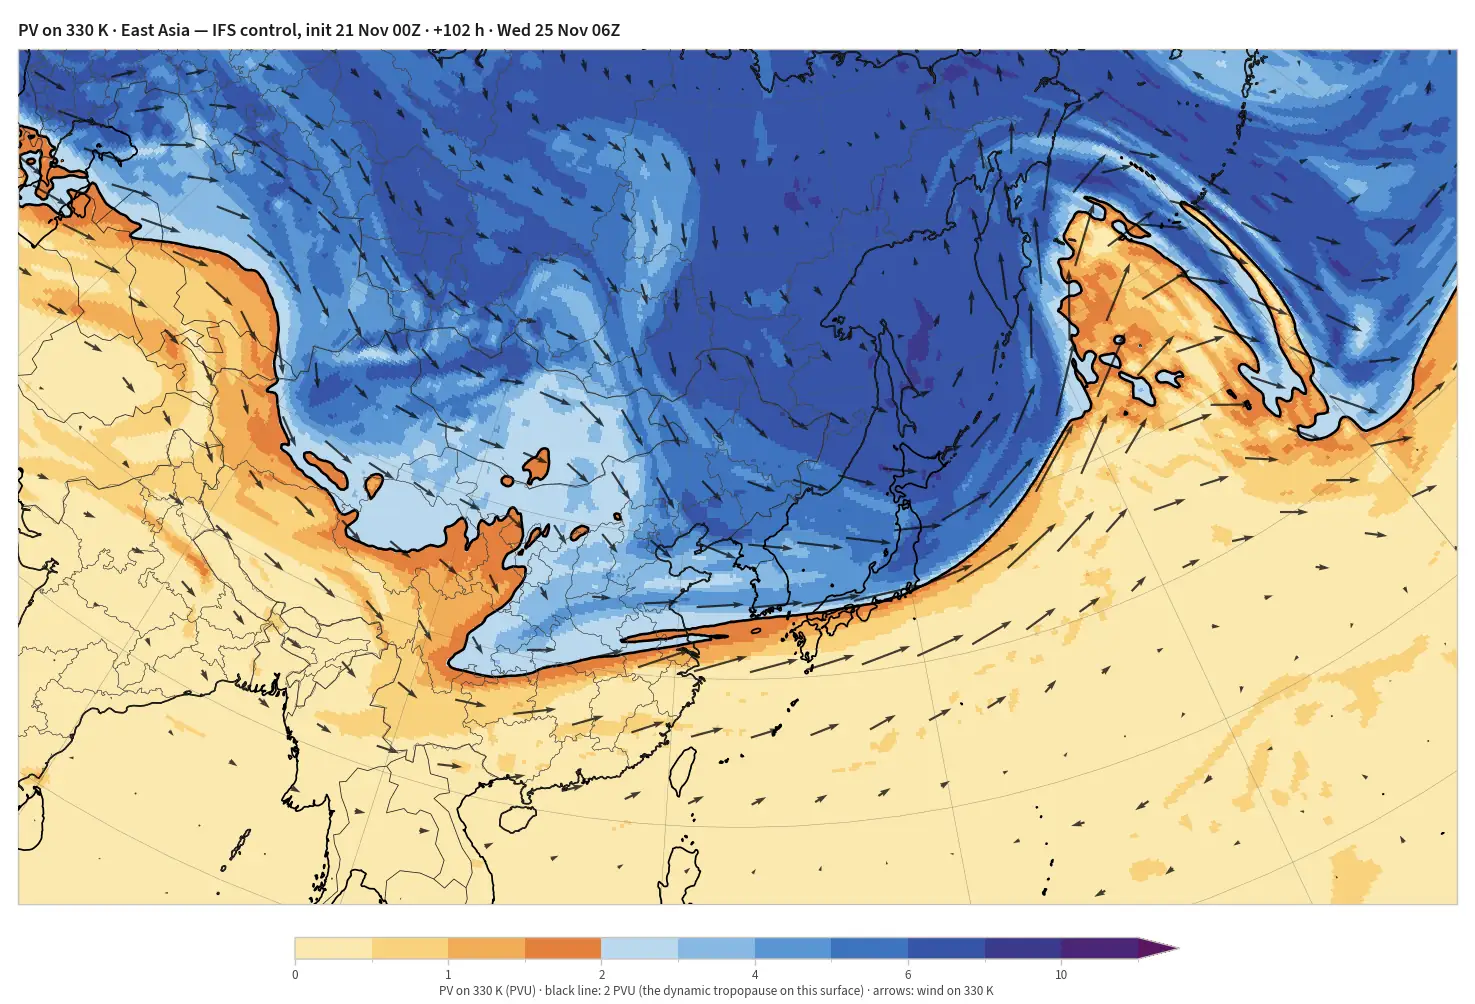 PV on 330 K · East Asia — IFS control, init 21 Nov 00Z · +102 h · Wed 25 Nov 06Z
0 1 2 4 6 10
PV on 330 K (PVU) · black line: 2 PVU (the dynamic tropopause on this surface) · arrows: wind on 330 K